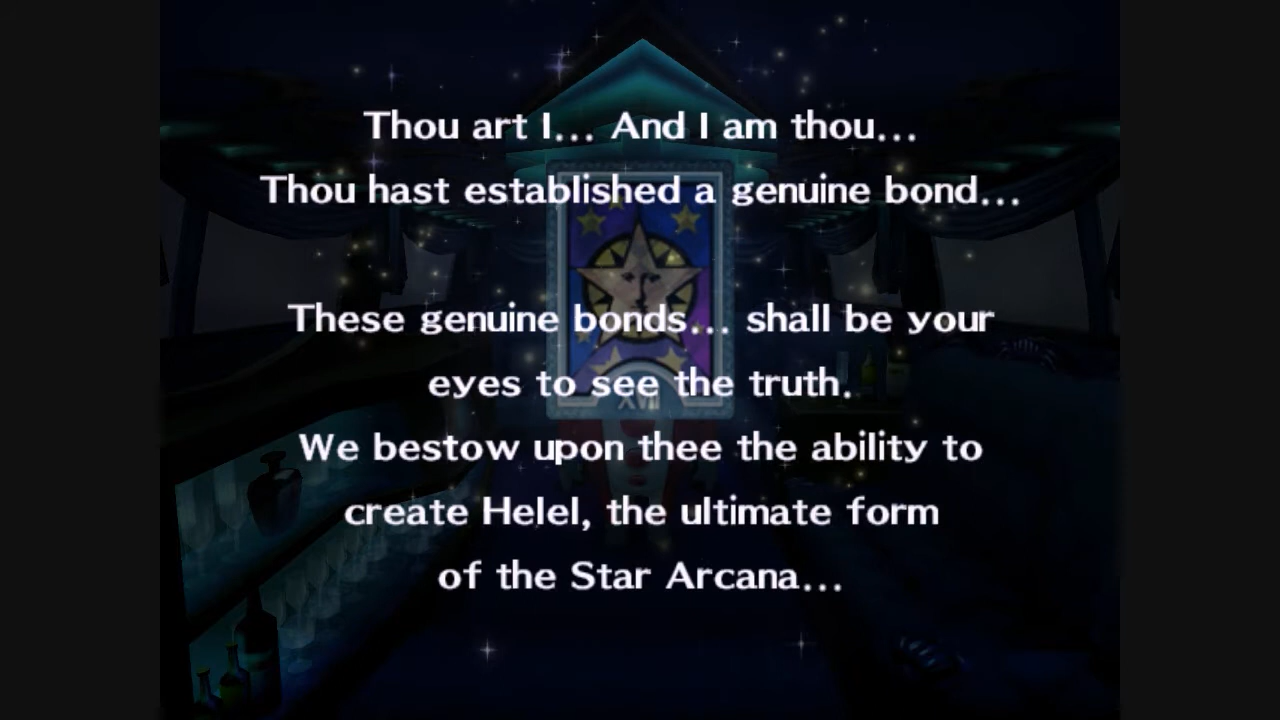 Thou art I... And I am thou...
Thou hast established a genuine bond...
These genuine bonds... shall be your
eyes to see the truth.
We bestow upon thee the ability to
create Helel, the ultimate form
of the Star Arcana...
XVII